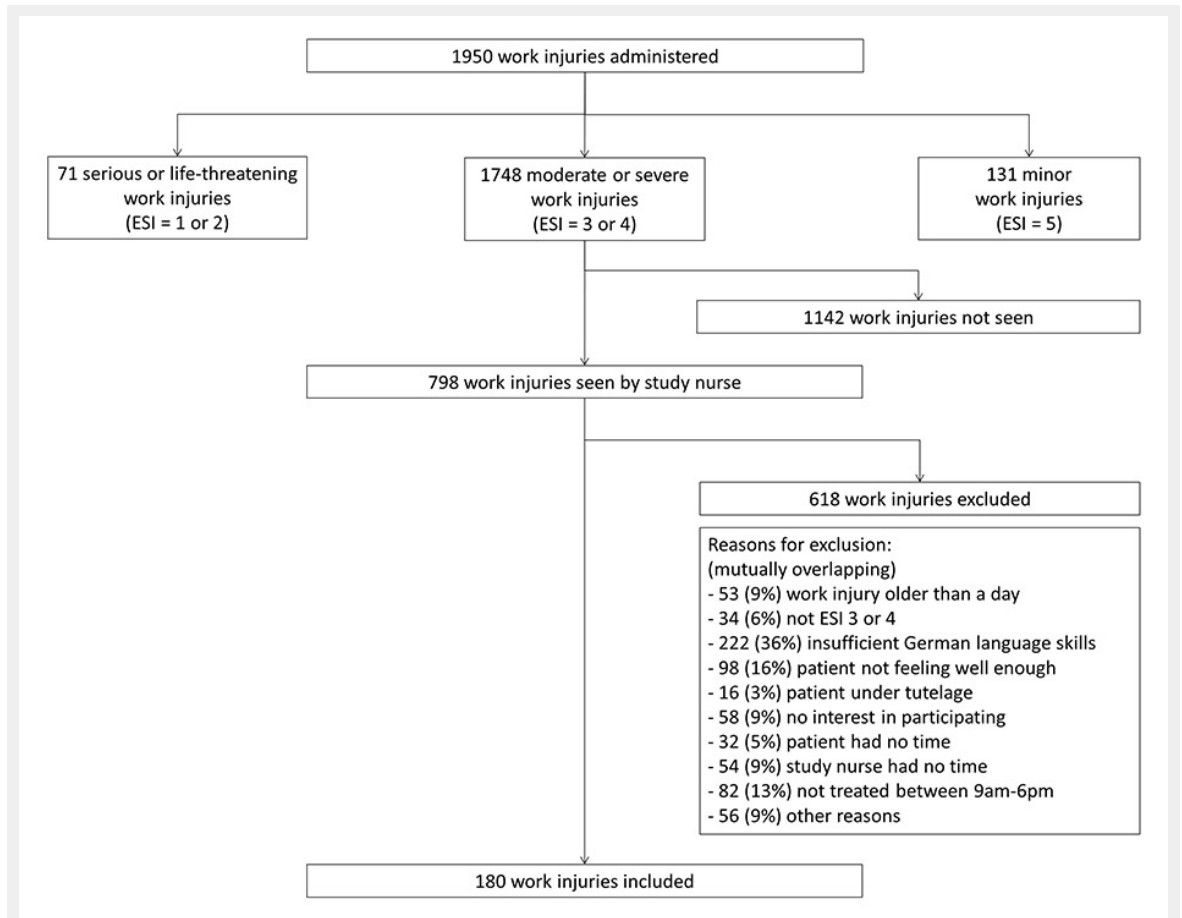 1950 work injuries administered
71 serious or life-threatening
work injuries
(ESI = 1 or 2)
1748 moderate or severe
work injuries
(ESI = 3 or 4)
131 minor
work injuries
(ESI = 5)
1142 work injuries not seen
798 work injuries seen by study nurse
618 work injuries excluded
Reasons for exclusion:
(mutually overlapping)
- 53 (9%) work injury older than a day
- 34 (6%) not ESI 3 or 4
- 222 (36%) insufficient German language skills
- 98 (16%) patient not feeling well enough
- 16 (3%) patient under tutelage
- 58 (9%) no interest in participating
- 32 (5%) patient had no time
- 54 (9%) study nurse had no time
- 82 (13%) not treated between 9am-6pm
- 56 (9%) other reasons
180 work injuries included